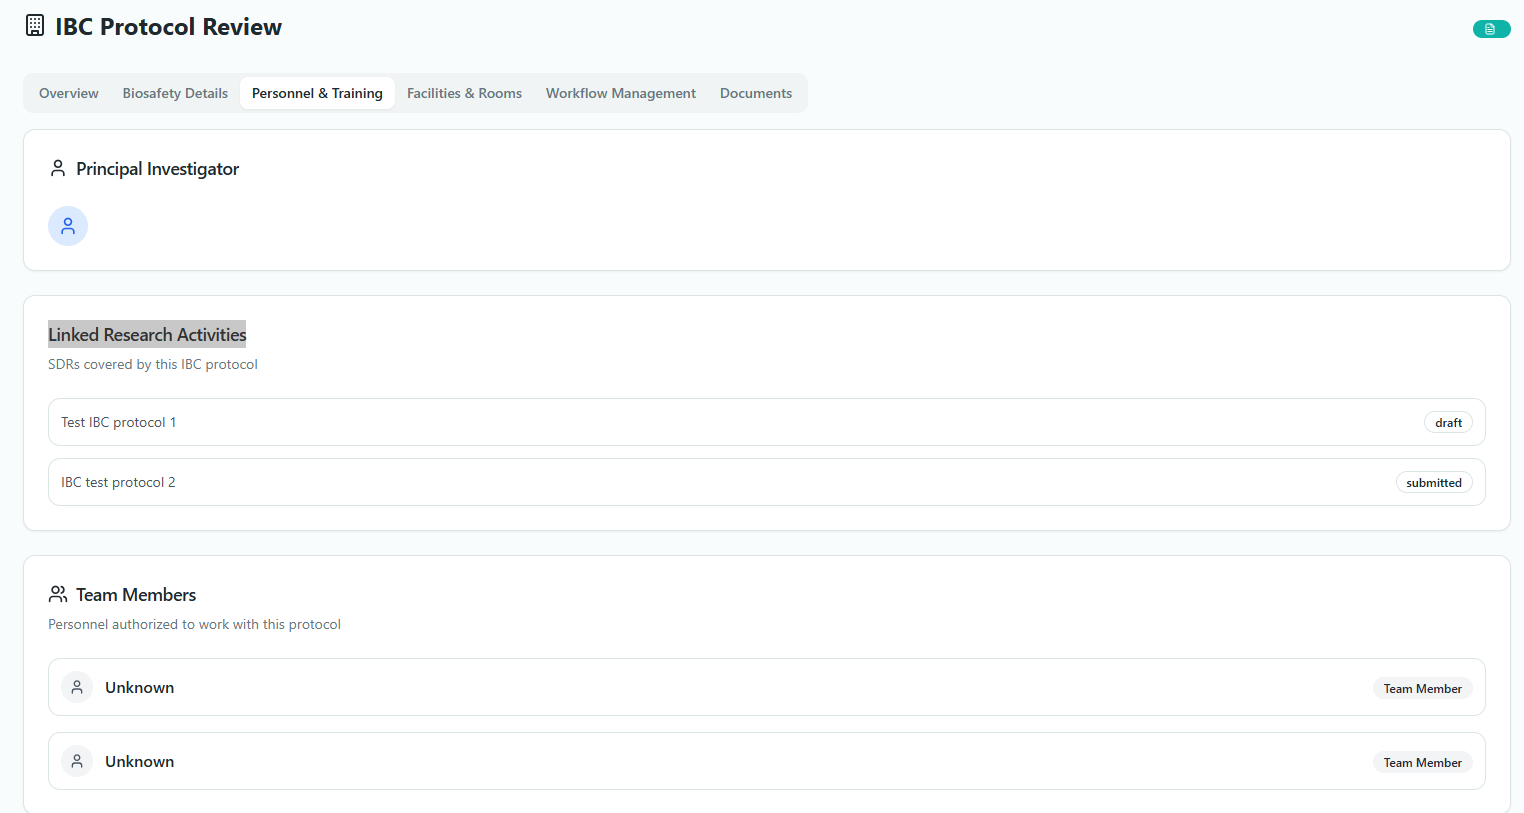 IBC Protocol Review
Overview Biosafety Details Personnel & Training Facilities & Rooms Workflow Management Documents
Principal Investigator
Linked Research Activities
SDRs covered by this IBC protocol
Test IBC protocol 1 draft
IBC test protocol 2 submitted
Team Members
Personnel authorized to work with this protocol
Unknown Team Member
Unknown Team Member